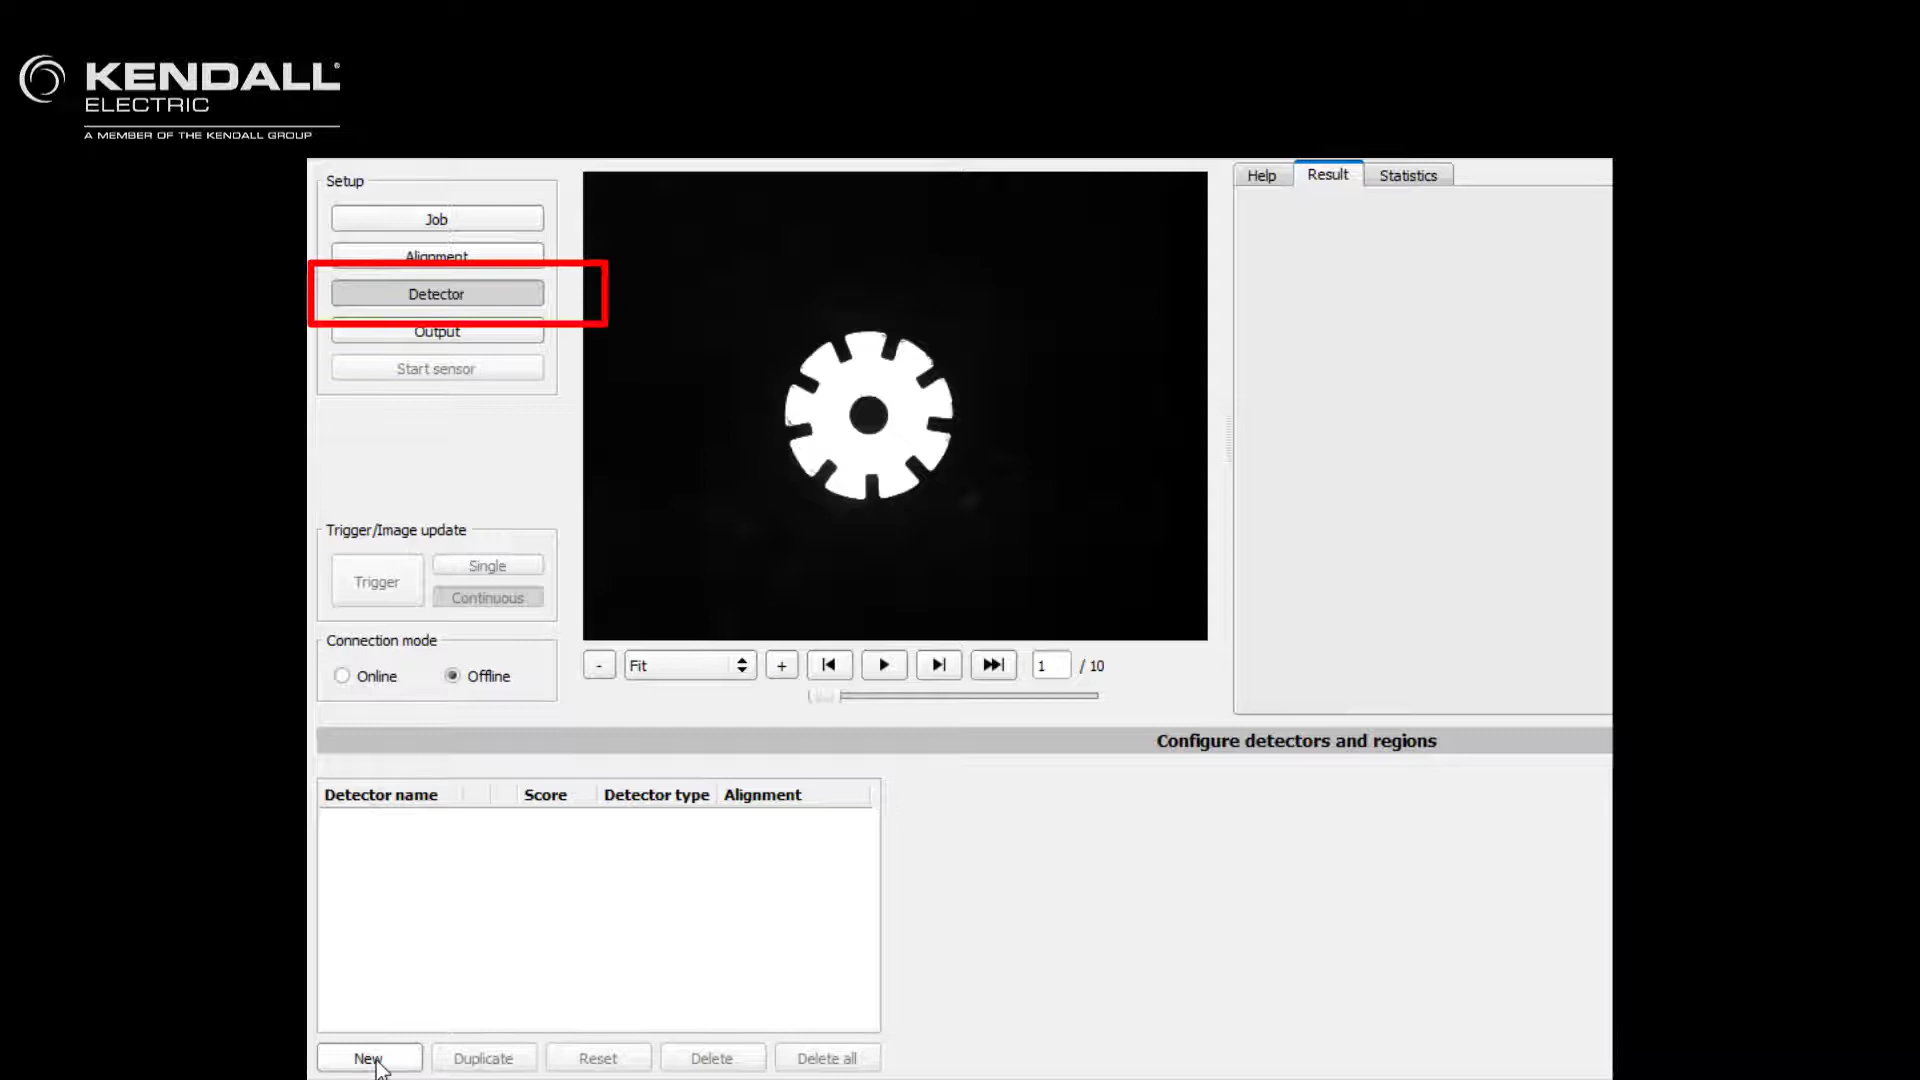 KENDALL®
ELECTRIC
A MEMBER OF THE KENDALL GROUP
Setup
Job
Alignment
Detector
Output
Start sensor
Trigger/Image update
Trigger
Single
Continuous
Connection mode
Online
Offline
- Fit + 1 / 10
Help Result Statistics
Configure detectors and regions
Detector name Score Detector type Alignment
New Duplicate Reset Delete Delete all